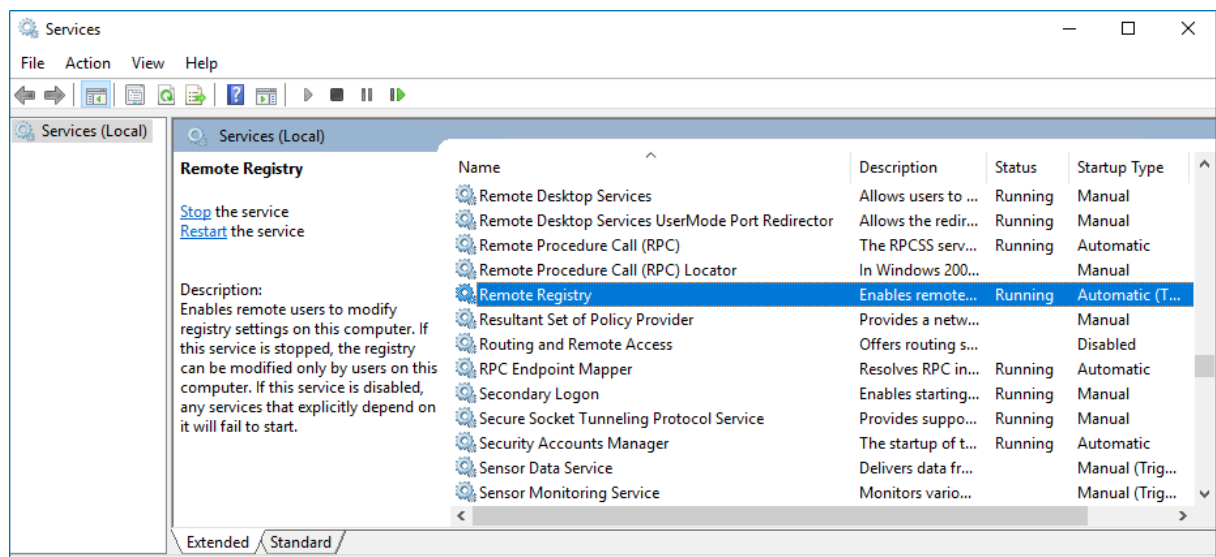 Services
File Action View Help
Services (Local)
Services (Local)
Remote Registry
Stop the service
Restart the service
Description:
Enables remote users to modify
registry settings on this computer. If
this service is stopped, the registry
can be modified only by users on this
computer. If this service is disabled,
any services that explicitly depend on
it will fail to start.
Name Description Status Startup Type
Remote Desktop Services Allows users to ... Running Manual
Remote Desktop Services UserMode Port Redirector Allows the redir... Running Manual
Remote Procedure Call (RPC) The RPCSS serv... Running Automatic
Remote Procedure Call (RPC) Locator In Windows 200... Manual
Remote Registry Enables remote... Running Automatic (T...
Resultant Set of Policy Provider Provides a netw... Manual
Routing and Remote Access Offers routing s... Disabled
RPC Endpoint Mapper Resolves RPC in... Running Automatic
Secondary Logon Enables starting... Running Manual
Secure Socket Tunneling Protocol Service Provides suppo... Running Manual
Security Accounts Manager The startup of t... Running Automatic
Sensor Data Service Delivers data fr... Manual (Trig...
Sensor Monitoring Service Monitors vario... Manual (Trig...
Extended Standard